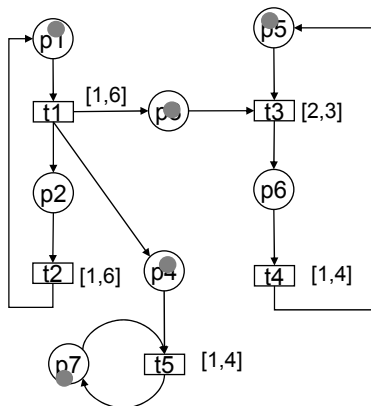 p1
p5
[1,6]
t1
p3
t3
[2,3]
p2
p6
t2
[1,6]
p4
t4
[1,4]
p7
t5
[1,4]